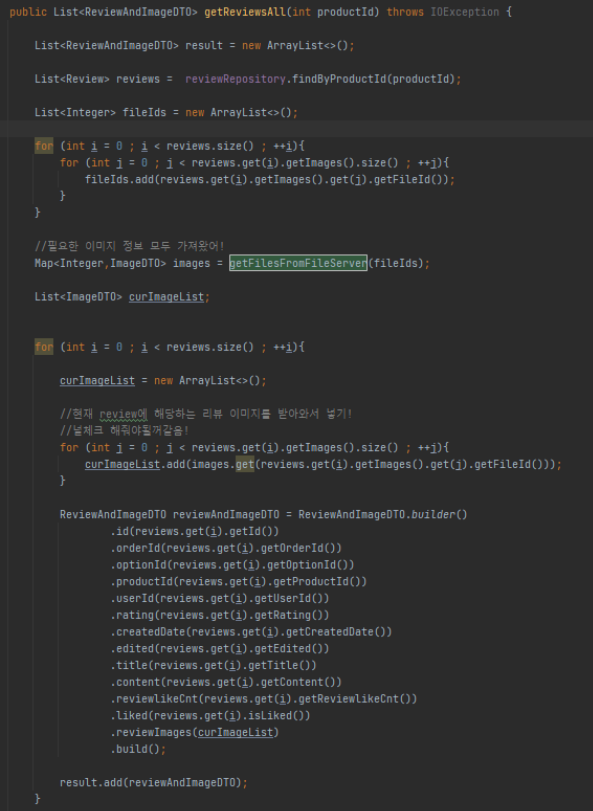 public List<ReviewAndImageDTO> getReviewsAll(int productId) throws IOException {
List<ReviewAndImageDTO> result = new ArrayList<>();
List<Review> reviews =  reviewRepository.findByProductId(productId);
List<Integer> fileIds = new ArrayList<>();
for (int i = 0 ; i < reviews.size() ; ++i){
for (int j = 0 ; j < reviews.get(i).getImages().size() ; ++j){
fileIds.add(reviews.get(i).getImages().get(j).getFileId());
}
}
//필요한 이미지 정보 모두 가져왔어!
Map<Integer,ImageDTO> images = getFilesFromFileServer(fileIds);
List<ImageDTO> curImageList;
for (int i = 0 ; i < reviews.size() ; ++i){
curImageList = new ArrayList<>();
//현재 review에 해당하는 리뷰 이미지를 받아와서 넣기!
//널체크 해줘야될꺼같음!
for (int j = 0 ; j < reviews.get(i).getImages().size() ; ++j){
curImageList.add(images.get(reviews.get(i).getImages().get(j).getFileId()));
}
ReviewAndImageDTO reviewAndImageDTO = ReviewAndImageDTO.builder()
.id(reviews.get(i).getId())
.orderId(reviews.get(i).getOrderId())
.optionId(reviews.get(i).getOptionId())
.productId(reviews.get(i).getProductId())
.userId(reviews.get(i).getUserId())
.rating(reviews.get(i).getRating())
.createdDate(reviews.get(i).getCreatedDate())
.edited(reviews.get(i).getEdited())
.title(reviews.get(i).getTitle())
.content(reviews.get(i).getContent())
.reviewlikeCnt(reviews.get(i).getReviewlikeCnt())
.liked(reviews.get(i).isLiked())
.reviewImages(curImageList)
.build();
result.add(reviewAndImageDTO);
}